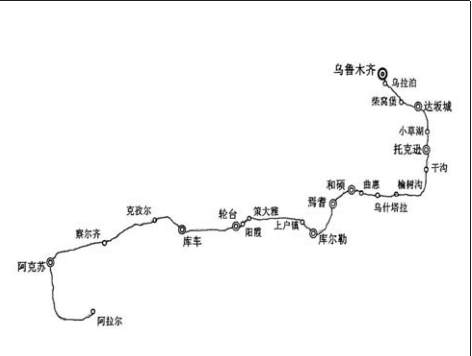 乌鲁木齐
乌拉泊
柴窝堡
达坂城
小草湖
托克逊
干沟
和硕
曲惠
榆树沟
乌什塔拉
焉耆
轮台
策大雅
克孜尔
上户镇
阳霞
库车
库尔勒
察尔齐
阿克苏
阿拉尔